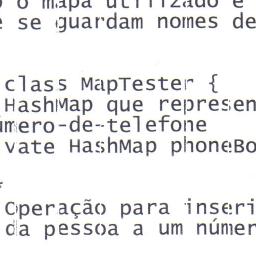 o mapa utilizado e
e se guardam nomes de
class MapTester {
HashMap que represen
úmero-de-telefone
vate HashMap phoneBo
*
Operação para inseri
da pessoa a um númer